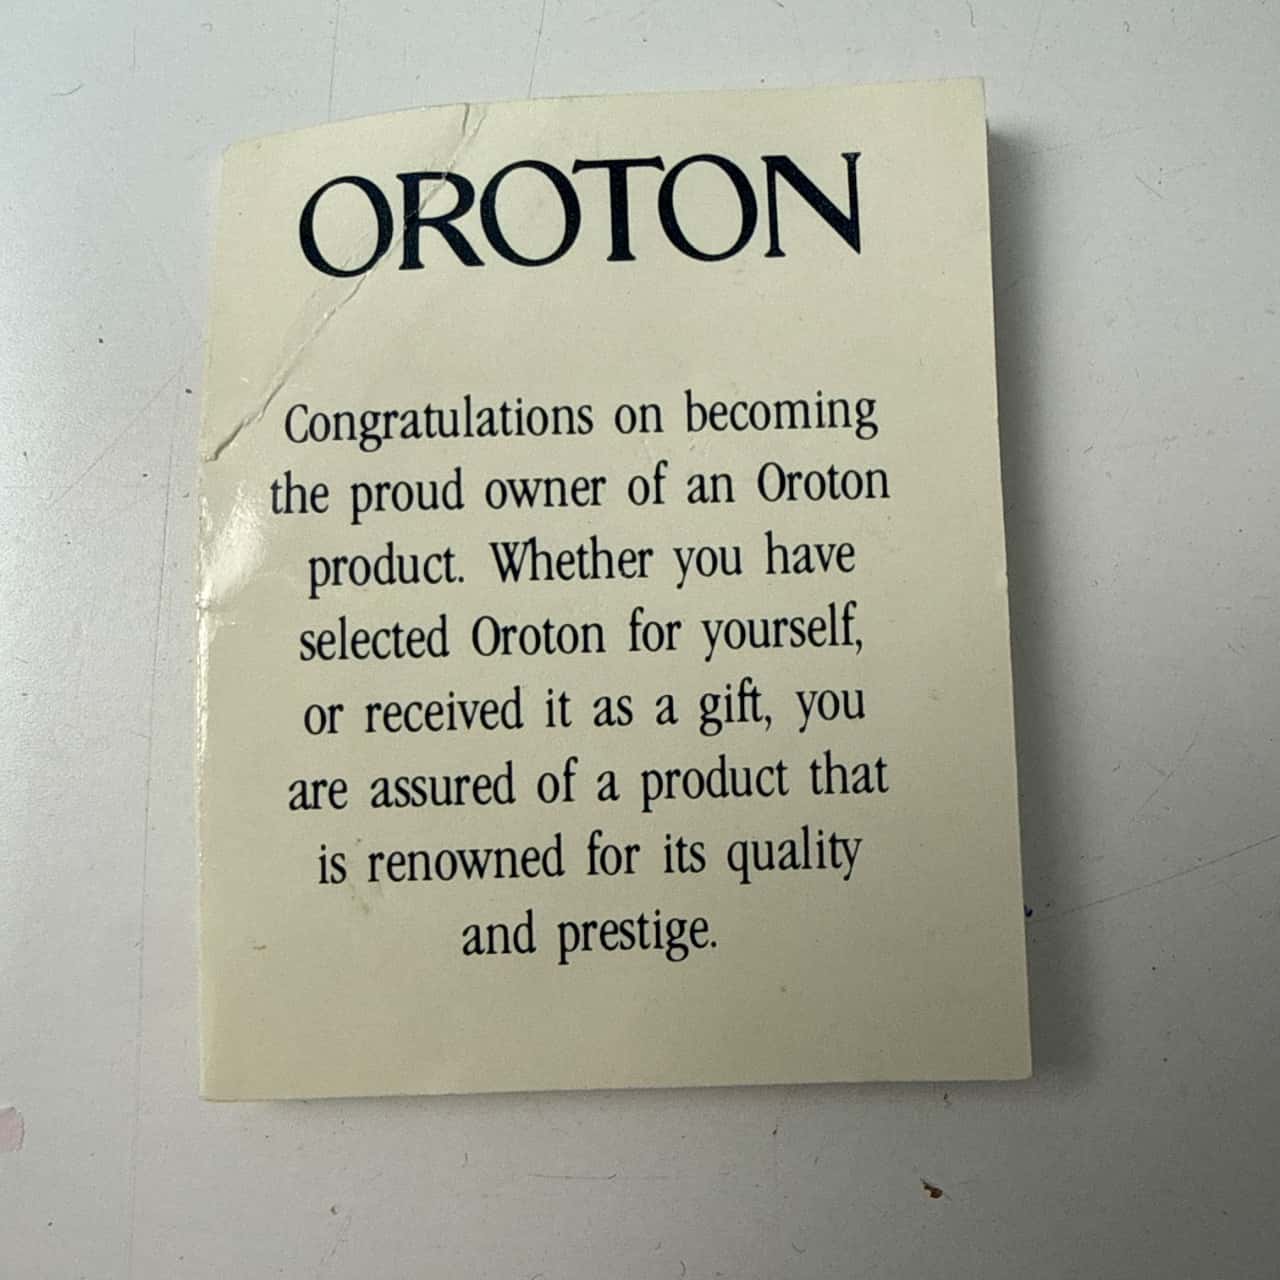 OROTON
Congratulations on becoming
the proud owner of an Oroton
product. Whether you have
selected Oroton for yourself,
or received it as a gift, you
are assured of a product that
is renowned for its quality
and prestige.